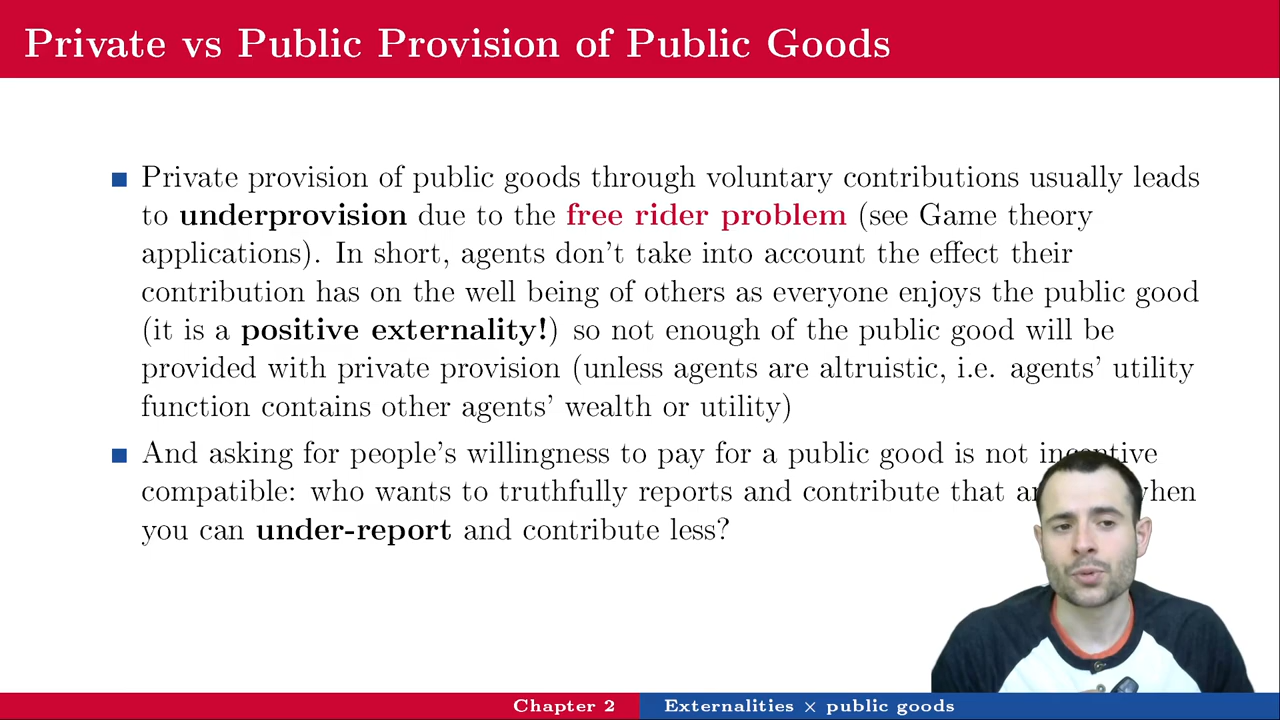 Private vs Public Provision of Public Goods
Private provision of public goods through voluntary contributions usually leads
to underprovision due to the free rider problem (see Game theory
applications). In short, agents don't take into account the effect their
contribution has on the well being of others as everyone enjoys the public good
(it is a positive externality!) so not enough of the public good will be
provided with private provision (unless agents are altruistic, i.e. agents' utility
function contains other agents' wealth or utility)
And asking for people's willingness to pay for a public good is not incentive
compatible: who wants to truthfully reports and contribute that when
you can under-report and contribute less?
Chapter 2
Externalities × public goods